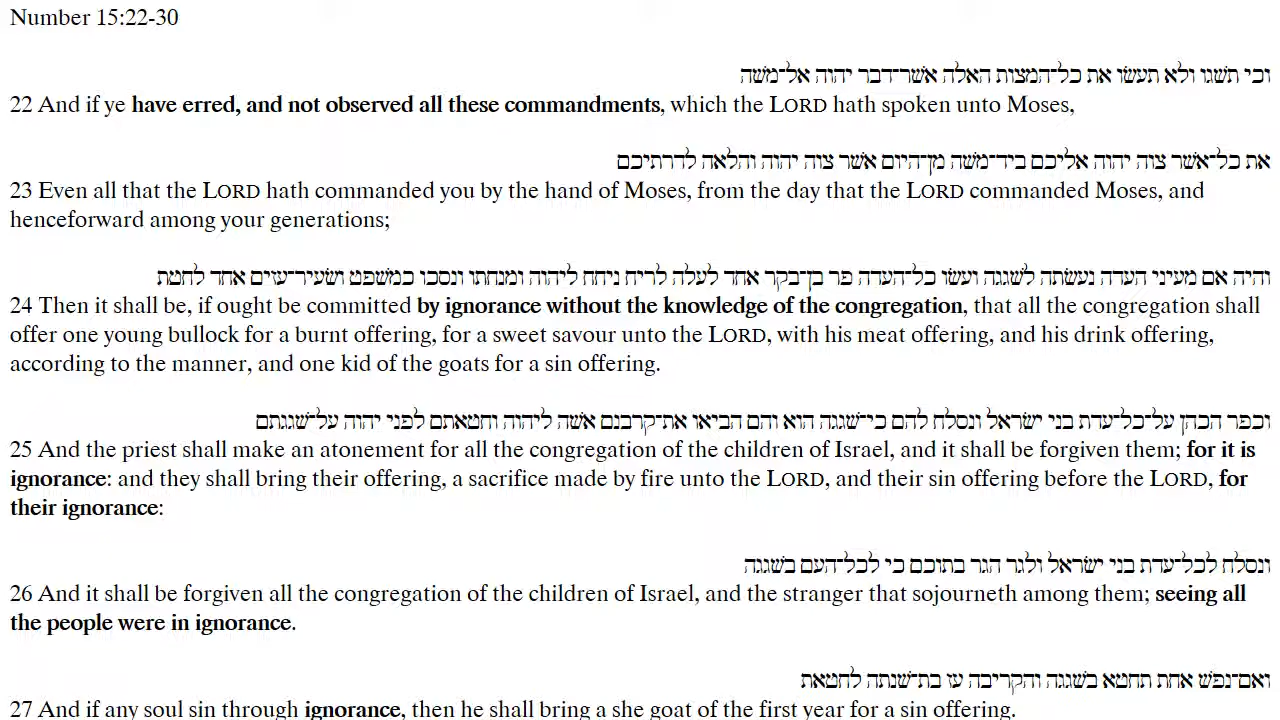 Number 15:22-30
וכי תשגו ולא תעשו את כל־המצות האלה אשר־דבר יהוה אל־משה
22 And if ye have erred, and not observed all these commandments, which the LORD hath spoken unto Moses,
את כל־אשר צוה יהוה אליכם ביד־משה מן־היום אשר צוה יהוה והלאה לדרתיכם
23 Even all that the LORD hath commanded you by the hand of Moses, from the day that the LORD commanded Moses, and
henceforward among your generations;
והיה אם מעיני העדה נעשתה לשגגה ועשו כל־העדה פר בן־בקר אחד לעלה לריח ניחח ליהוה ומנחתו ונסכו כמשפט ושעיר־עזים אחד לחטת
24 Then it shall be, if ought be committed by ignorance without the knowledge of the congregation, that all the congregation shall
offer one young bullock for a burnt offering, for a sweet savour unto the LORD, with his meat offering, and his drink offering,
according to the manner, and one kid of the goats for a sin offering.
וכפר הכהן על־כל־עדת בני ישראל ונסלח להם כי־שגגה הוא והם הביאו את־קרבנם אשה ליהוה וחטאתם לפני יהוה על־שגגתם
25 And the priest shall make an atonement for all the congregation of the children of Israel, and it shall be forgiven them; for it is
ignorance: and they shall bring their offering, a sacrifice made by fire unto the LORD, and their sin offering before the LORD, for
their ignorance:
ונסלח לכל־עדת בני ישראל ולגר הגר בתוכם כי לכל־העם בשגגה
26 And it shall be forgiven all the congregation of the children of Israel, and the stranger that sojourneth among them; seeing all
the people were in ignorance.
ואם־נפש אחת תחטא בשגגה והקריבה עז בת־שנתה לחטאת
27 And if any soul sin through ignorance, then he shall bring a she goat of the first year for a sin offering.